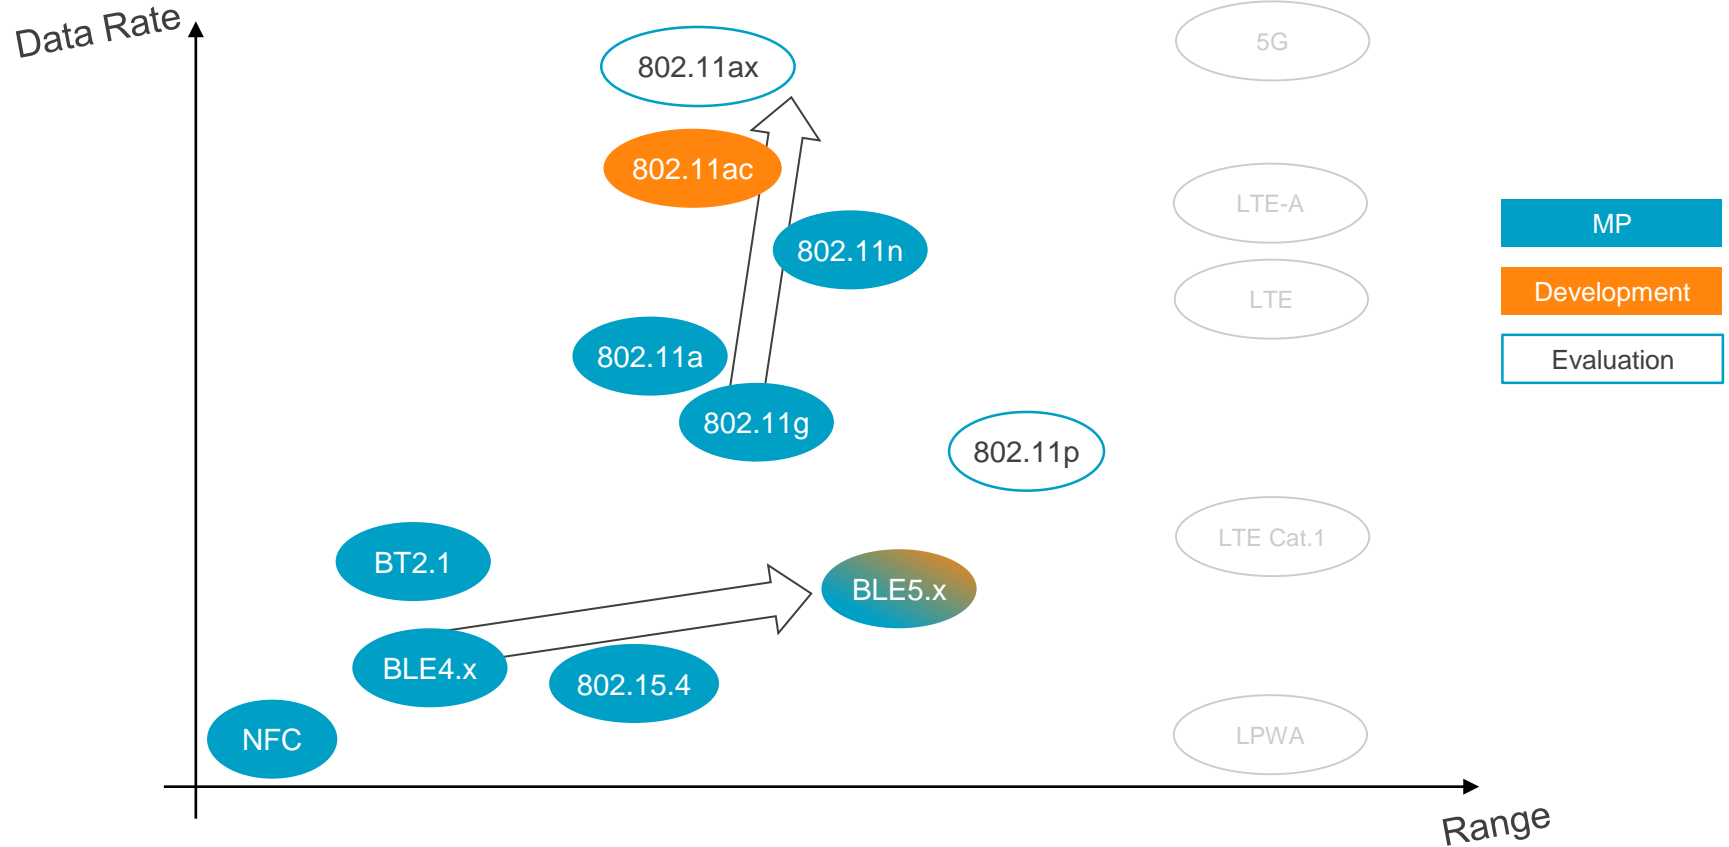 Data Rate
802.11ax
5G
802.11ac
LTE-A
MP
802.11n
LTE
Development
802.11a
Evaluation
802.11g
802.11p
BT2.1
LTE Cat.1
BLE5.x
BLE4.x
802.15.4
NFC
LPWA
Range